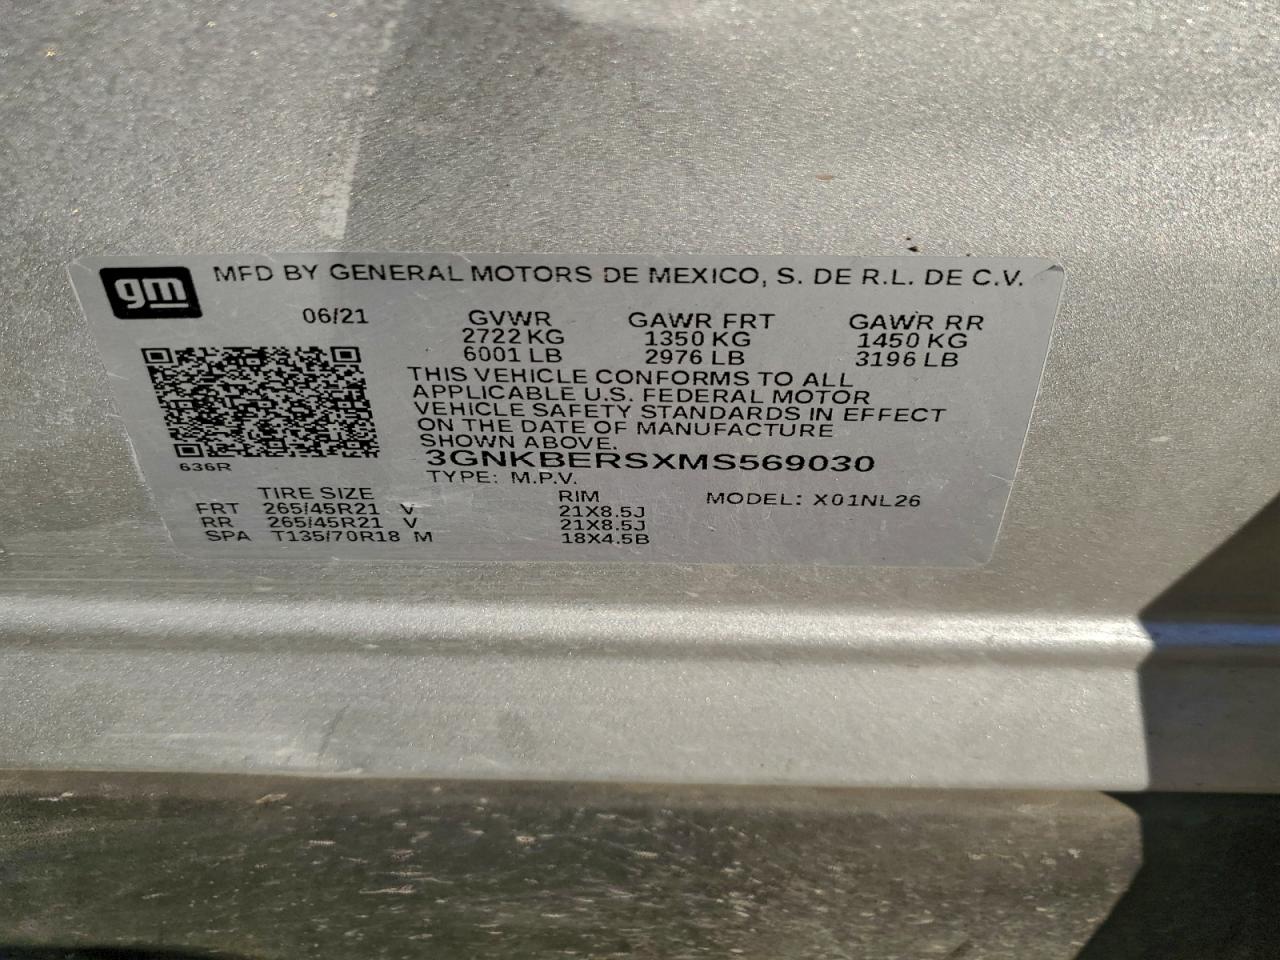 gm MFD BY GENERAL MOTORS DE MEXICO, S. DE R.L. DE C.V.
06/21 GVWR GAWR FRT GAWR RR
2722 KG 1350 KG 1450 KG
6001 LB 2976 LB 3196 LB
THIS VEHICLE CONFORMS TO ALL
APPLICABLE U.S. FEDERAL MOTOR
VEHICLE SAFETY STANDARDS IN EFFECT
ON THE DATE OF MANUFACTURE
SHOWN ABOVE.
636R 3GNKBERSXMS569030
TYPE: M.P.V.
TIRE SIZE RIM MODEL: X01NL26
FRT 265/45R21 V 21X8.5J
RR 265/45R21 V 21X8.5J
SPA T135/70R18 M 18X4.5B